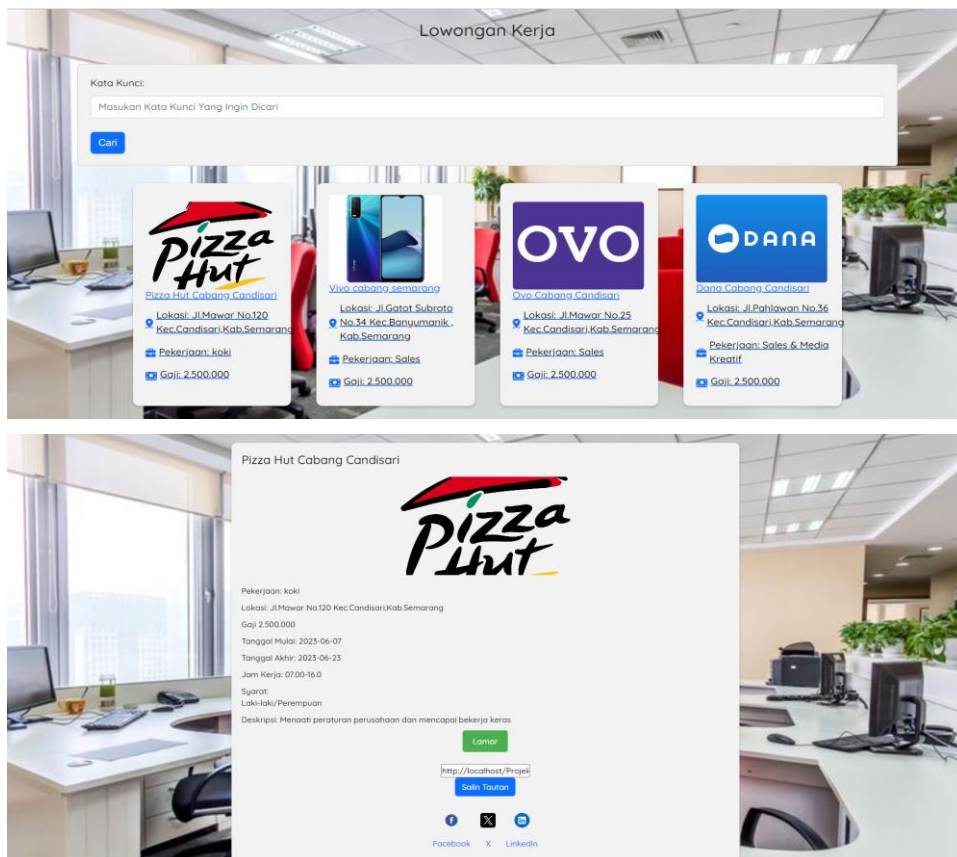 Lowongan Kerja
Kata Kunci:
Masukan Kata Kunci Yang Ingin Dicari
Cari
Pizza
Hut
Pizza Hut Cabang Candisari
Lokasi: Jl.Mawar No.120
Kec.Candisari,Kab.Semarang
Pekerjaan: koki
Gaji: 2.500.000
vivo
Vivo cabang semarang
Lokasi: Jl.Gatot Subroto
No.34 Kec.Banyumanik ,
Kab.Semarang
Pekerjaan: Sales
Gaji: 2.500.000
OVO
Ovo Cabang Candisari
Lokasi: Jl.Mawar No.25
Kec.Candisari,Kab.Semarang
Pekerjaan: Sales
Gaji: 2.500.000
DANA
Dana Cabang Candisari
Lokasi: Jl.Pahlawan No.36
Kec.Candisari,Kab.Semarang
Pekerjaan: Sales & Media
Kreatif
Gaji: 2.500.000
Pizza Hut Cabang Candisari
Pizza
Hut
Pekerjaan: koki
Lokasi: Jl.Mawar No.120 Kec.Candisari,Kab.Semarang
Gaji 2.500.000
Tanggal Mulai: 2023-06-07
Tanggal Akhir: 2023-06-23
Jam Kerja: 07.00-16.0
Syarat:
Laki-laki/Perempuan
Deskripsi: Menaati peraturan perusahaan dan mencapai bekerja keras
Lamar
http://localhost/Projek
Salin Tautan
Facebook X LinkedIn